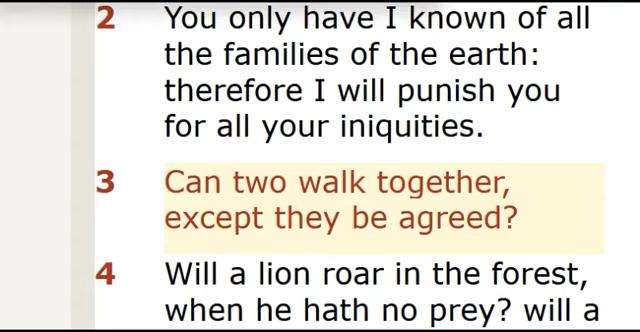 2 You only have I known of all
the families of the earth:
therefore I will punish you
for all your iniquities.
3 Can two walk together,
except they be agreed?
4 Will a lion roar in the forest,
when he hath no prey? will a